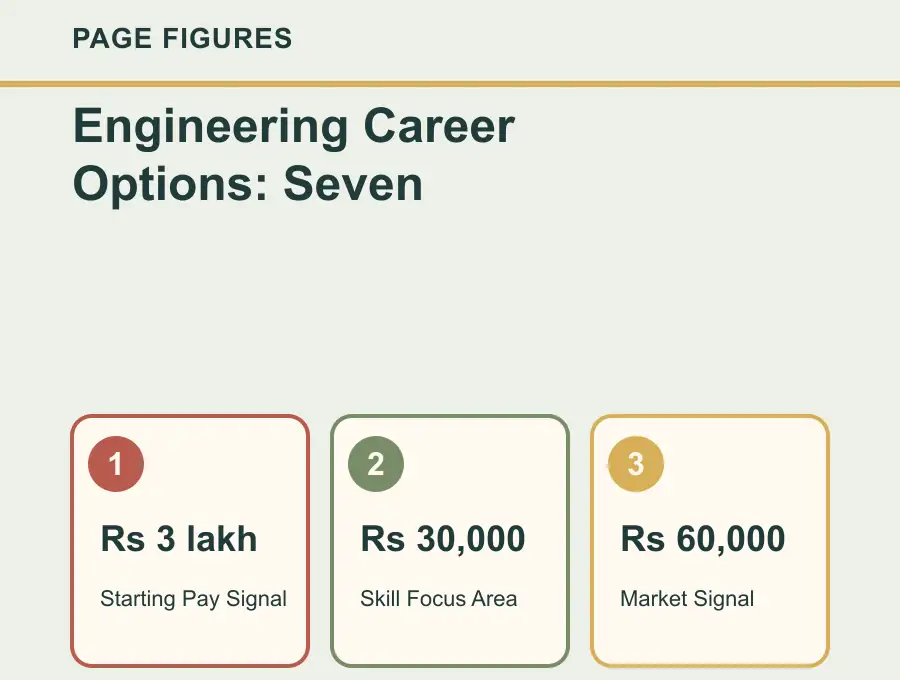 PAGE FIGURES
Engineering Career
Options: Seven
1
Rs 3 lakh
Starting Pay Signal
2
Rs 30,000
Skill Focus Area
3
Rs 60,000
Market Signal